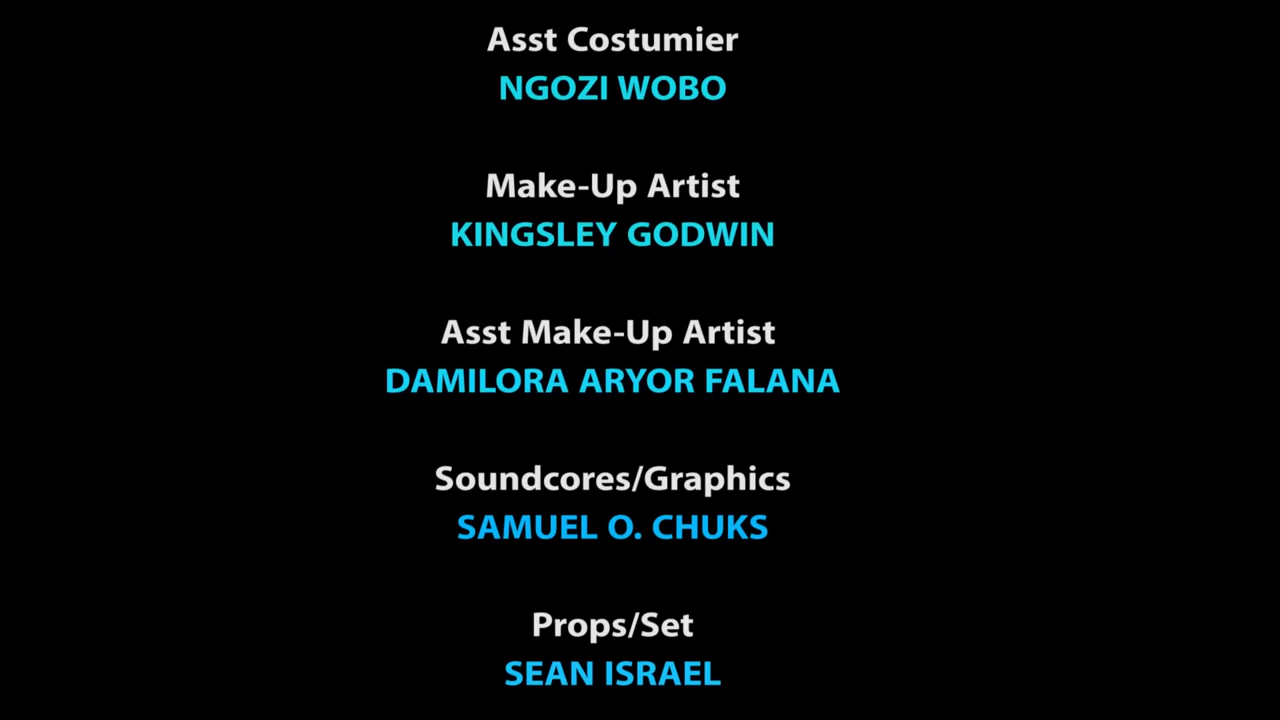 Asst Costumier
NGOZI WOBO
Make-Up Artist
KINGSLEY GODWIN
Asst Make-Up Artist
DAMILORA ARYOR FALANA
Soundcores/Graphics
SAMUEL O. CHUKS
Props/Set
SEAN ISRAEL